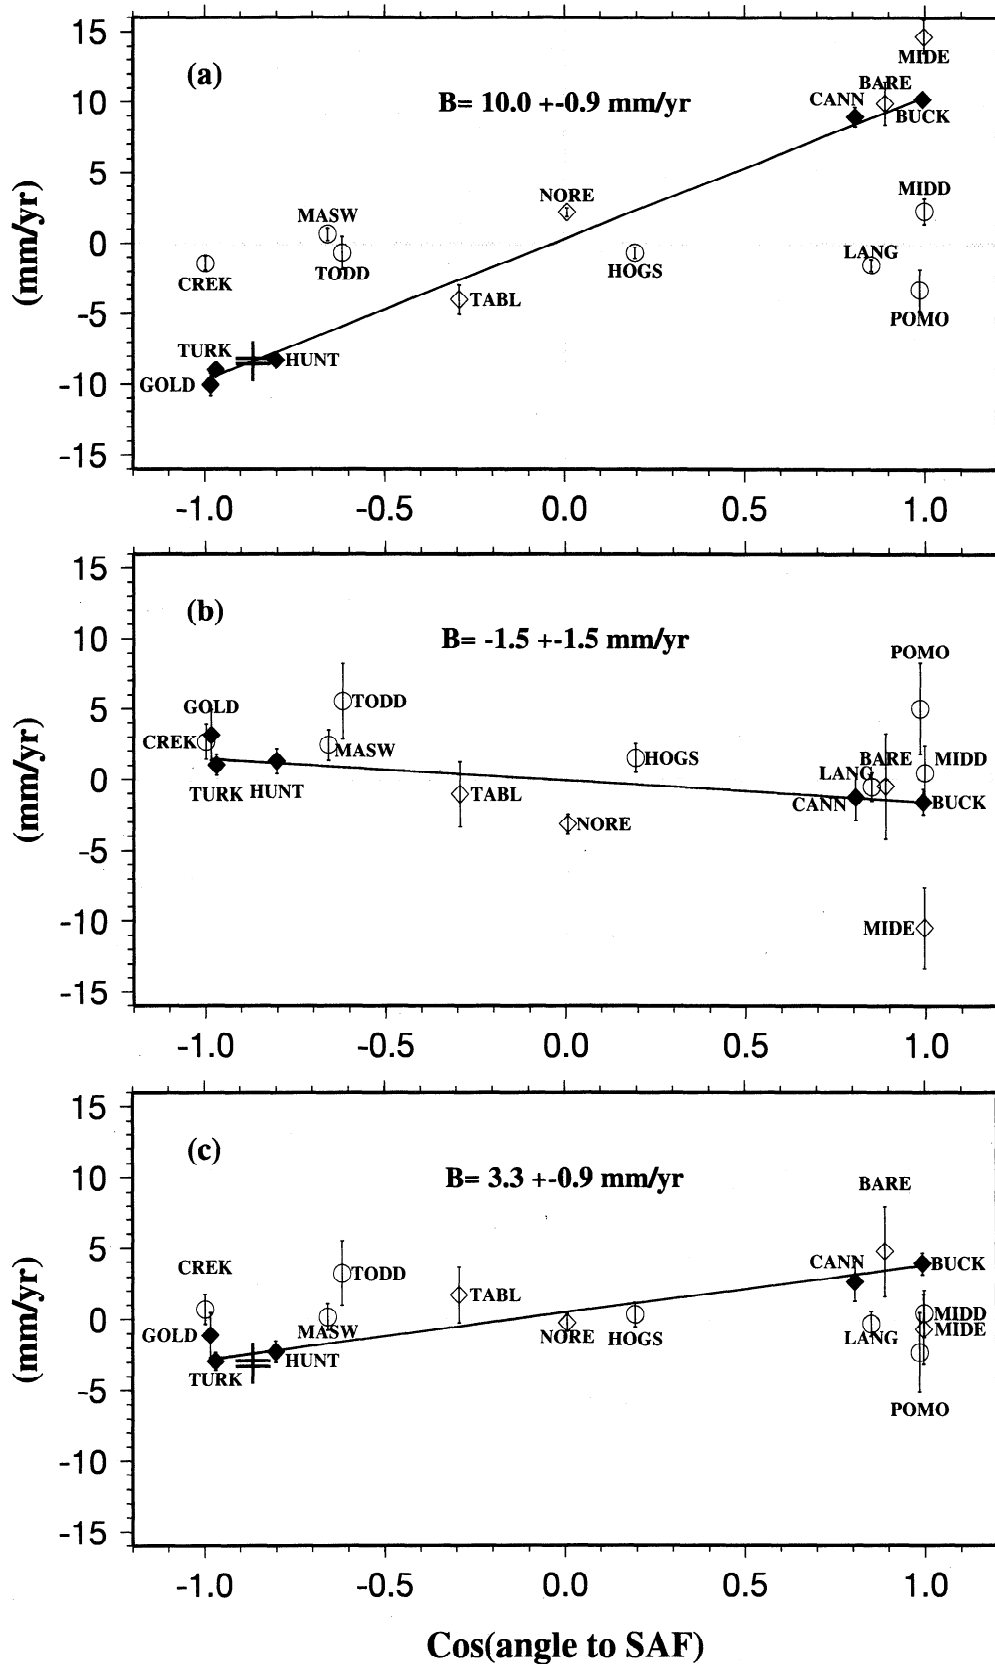 15
(a)
MIDE
B= 10.0 +-0.9 mm/yr
BARE
CANN
10
BUCK
5
NORE
MIDD
MASW
(mm/yr)
0
CREK
TODD
HOGS
LANG
TABL
-5
POMO
TURK
HUNT
GOLD
-10
-15
-1.0 -0.5 0.0 0.5 1.0
15
(b)
B= -1.5 +-1.5 mm/yr
10
POMO
5
GOLD
TODD
CREK
MASW
HOGS
BARE
MIDD
(mm/yr)
0
LANG
TURK
HUNT
TABL
CANN
BUCK
NORE
-5
-10
MIDE
-15
-1.0 -0.5 0.0 0.5 1.0
15
(c)
B= 3.3 +-0.9 mm/yr
10
BARE
5
CREK
TODD
CANN
BUCK
TABL
(mm/yr)
0
GOLD
MASW
NORE
HOGS
LANG
MIDD
MIDE
HUNT
TURK
-5
POMO
-10
-15
-1.0 -0.5 0.0 0.5 1.0
Cos(angle to SAF)